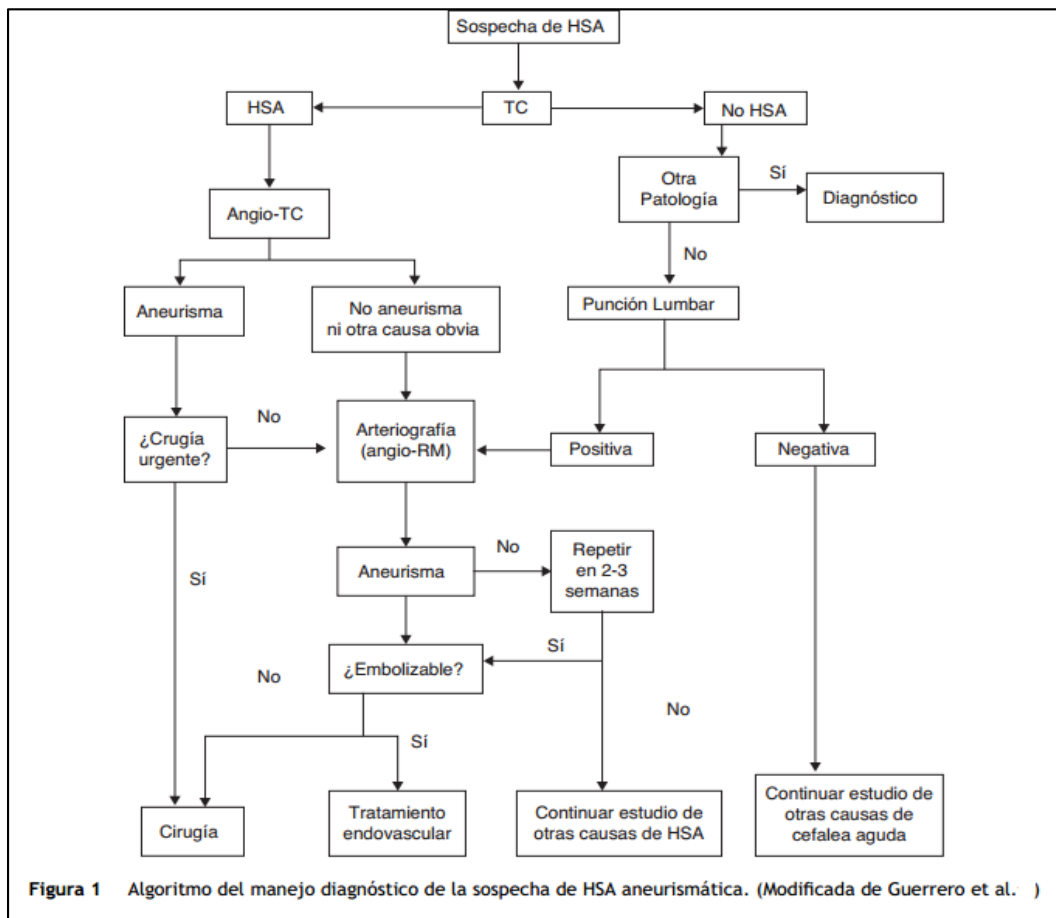 Sospecha de HSA
HSA
TC
No HSA
Otra
Patología
Sí
Diagnóstico
Angio-TC
No
Aneurisma
No aneurisma
ni otra causa obvia
Punción Lumbar
¿Crugía
urgente?
No
Arteriografía
(angio-RM)
Positiva
Negativa
Aneurisma
No
Repetir
en 2-3
semanas
Sí
¿Embolizable?
Sí
No
No
Sí
Cirugía
Tratamiento
endovascular
Continuar estudio de
otras causas de HSA
Continuar estudio de
otras causas de
cefalea aguda
Figura 1 Algoritmo del manejo diagnóstico de la sospecha de HSA aneurismática. (Modificada de Guerrero et al. )